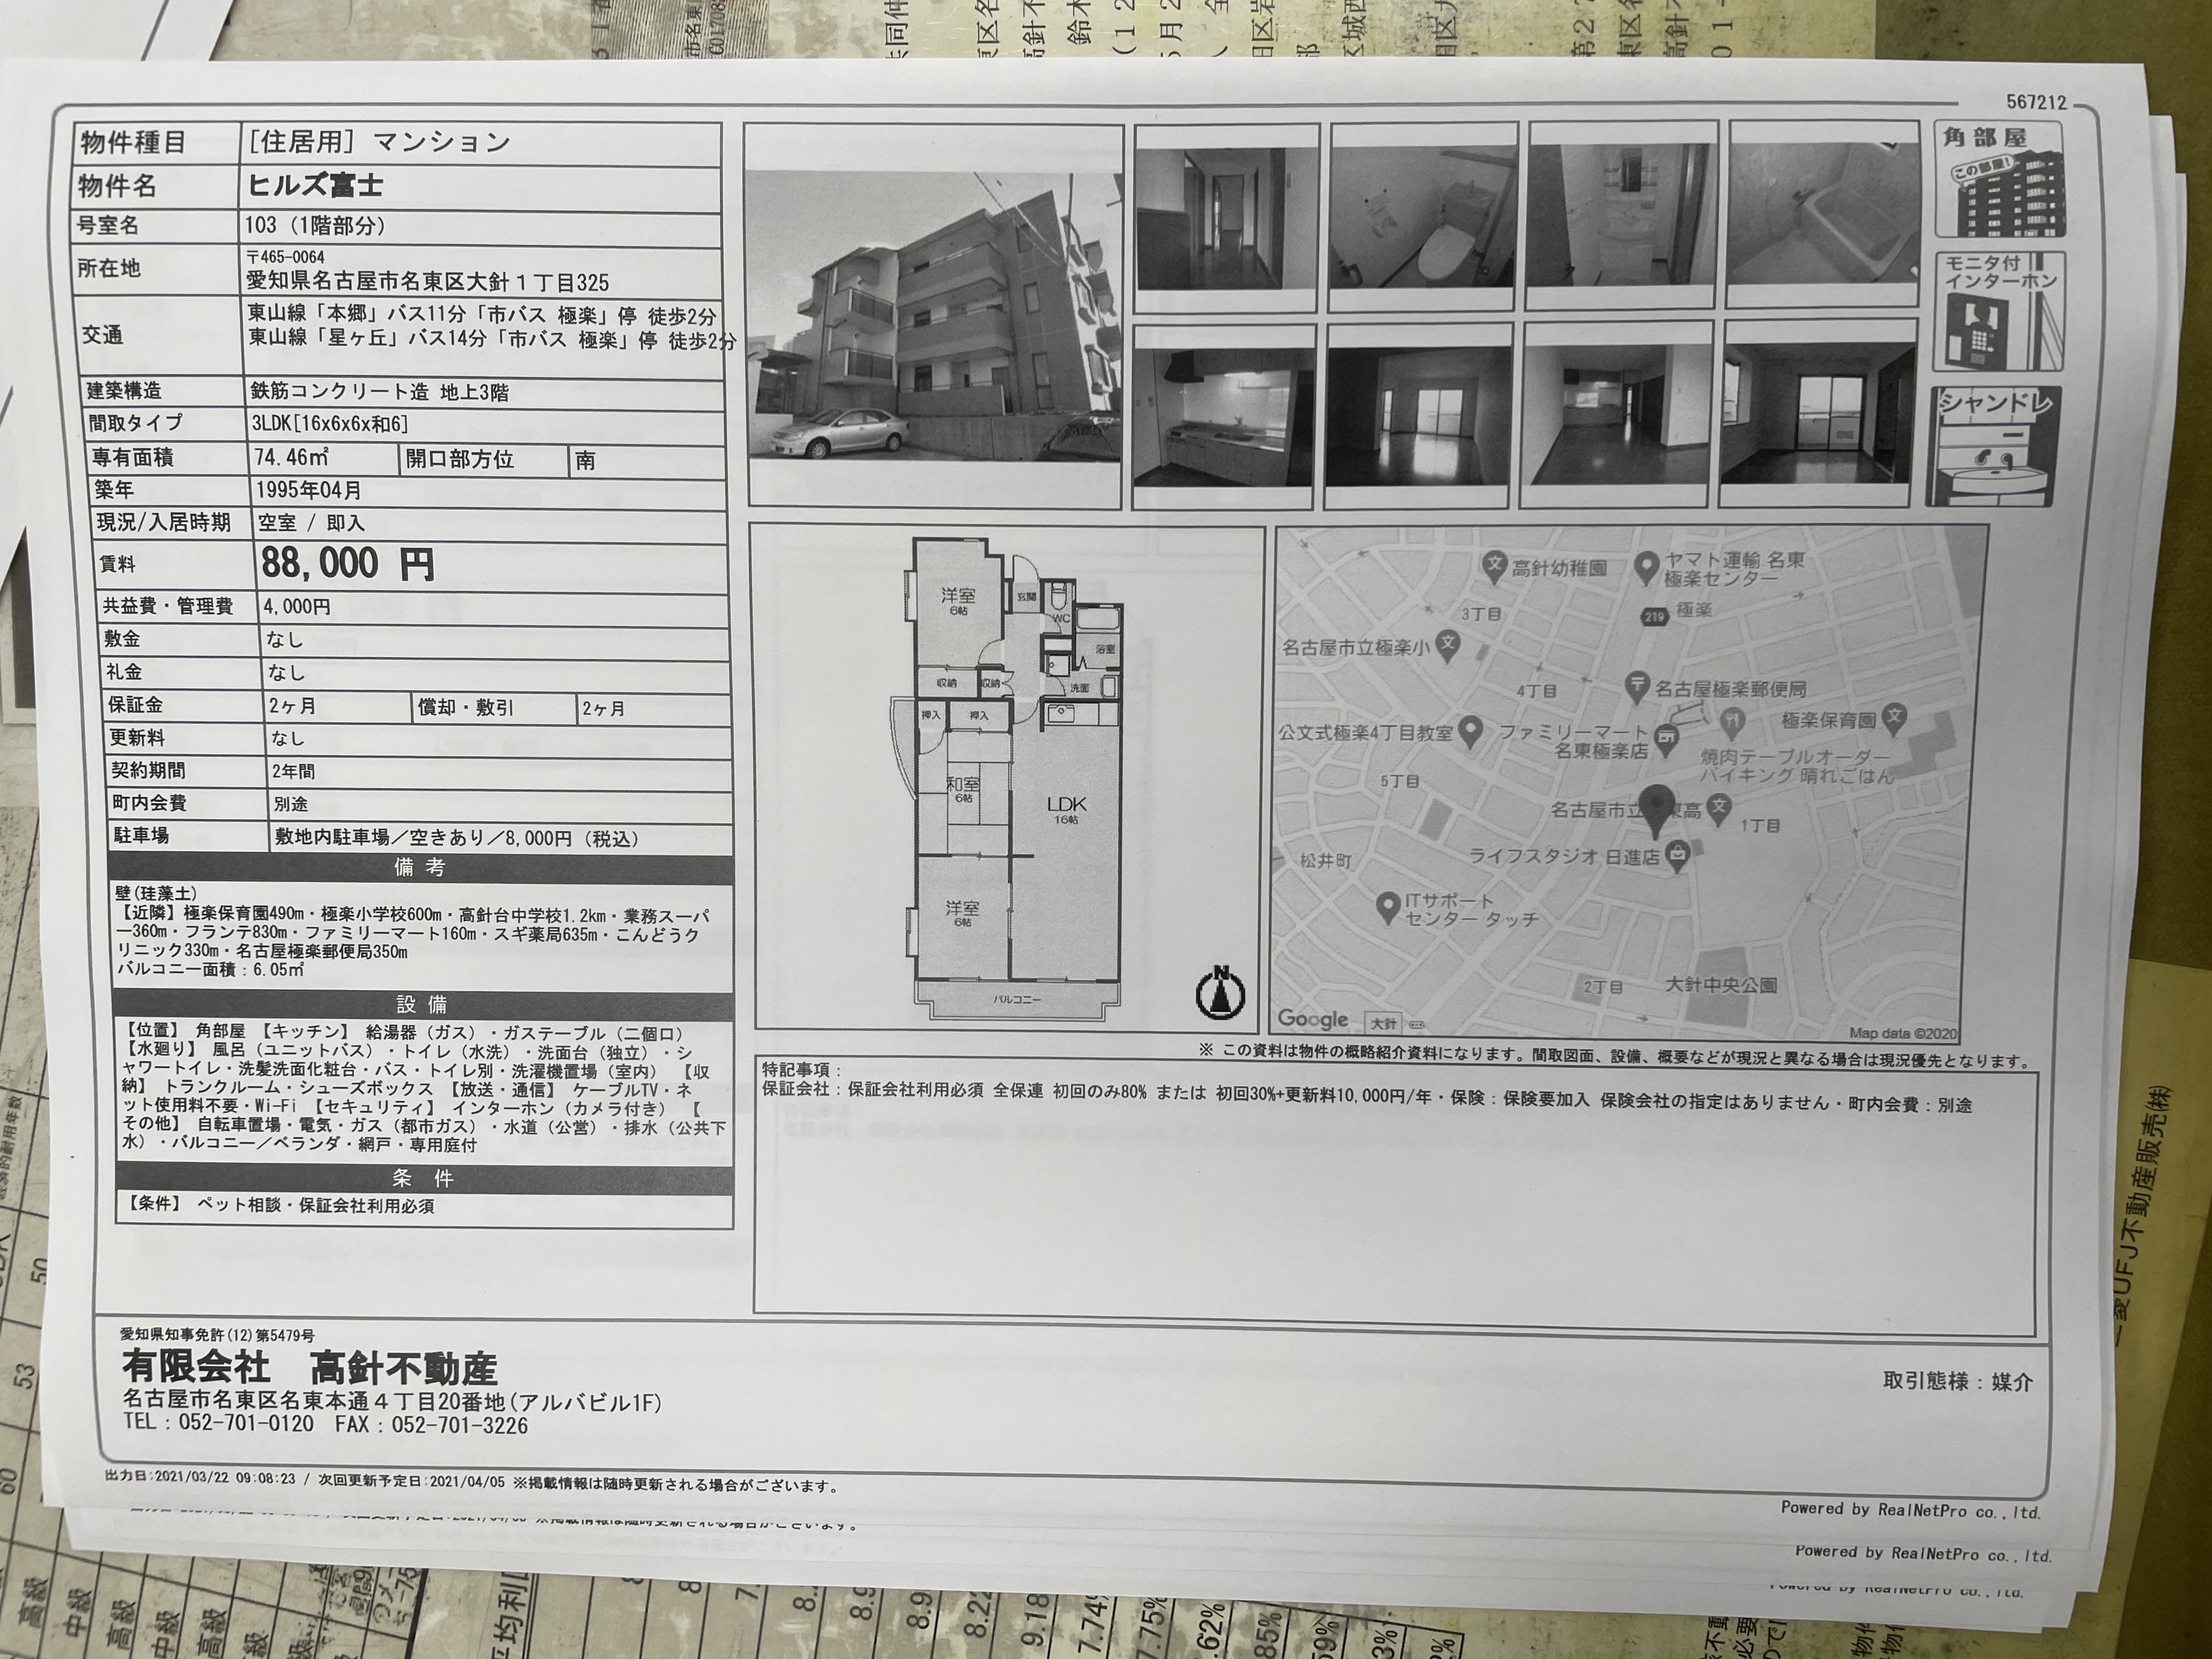 567212
物件種目 [住居用] マンション
物件名 ヒルズ富士
号室名 103 (1階部分)
所在地 〒465-0064
愛知県名古屋市名東区大針１丁目325
交通 東山線「本郷」バス11分「市バス 極楽」停 徒歩2分
東山線「星ヶ丘」バス14分「市バス 極楽」停 徒歩2分
建築構造 鉄筋コンクリート造 地上3階
間取タイプ 3LDK[16x6x6x和6]
専有面積 74.46㎡ 開口部方位 南
築年 1995年04月
現況/入居時期 空室 / 即入
賃料 88,000 円
共益費・管理費 4,000円
敷金 なし
礼金 なし
保証金 2ヶ月 償却・敷引 2ヶ月
更新料 なし
契約期間 2年間
町内会費 別途
駐車場 敷地内駐車場／空きあり／8,000円 (税込)
備考
壁(珪藻土)
【近隣】極楽保育園490m・極楽小学校600m・高針台中学校1.2km・業務スーパ
ー360m・フランテ830m・ファミリーマート160m・スギ薬局635m・こんどうク
リニック330m・名古屋極楽郵便局350m
バルコニー面積：6.05㎡
設備
【位置】 角部屋 【キッチン】 給湯器（ガス）・ガステーブル（二個口）
【水廻り】 風呂（ユニットバス）・トイレ（水洗）・洗面台（独立）・シ
ャワートイレ・洗髪洗面化粧台・バス・トイレ別・洗濯機置場（室内） 【収
納】 トランクルーム・シューズボックス 【放送・通信】 ケーブルTV・ネ
ット使用料不要・Wi-Fi 【セキュリティ】 インターホン（カメラ付き） 【
その他】 自転車置場・電気・ガス（都市ガス）・水道（公営）・排水（公共下
水）・バルコニー／ベランダ・網戸・専用庭付
条件
【条件】 ペット相談・保証会社利用必須
角部屋
この部屋!
モニタ付
インターホン
シャンドレ
洋室
6帖
玄関
WC
浴室
収納
収納
洗面
押入
押入
和室
6帖
LDK
16帖
洋室
6帖
バルコニー
N
高針幼稚園
ヤマト運輸 名東
極楽センター
3丁目
219 極楽
名古屋市立極楽小
4丁目
名古屋極楽郵便局
公文式極楽4丁目教室
ファミリーマート
名東極楽店
極楽保育園
焼肉テーブルオーダー
バイキング 晴れごはん
5丁目
名古屋市立 東高
1丁目
松井町
ライフスタジオ 日進店
ITサポート
センター タッチ
2丁目
大針中央公園
Google
大針
Map data ©2020
※ この資料は物件の概略紹介資料になります。間取図面、設備、概要などが現況と異なる場合は現況優先となります。
特記事項：
保証会社：保証会社利用必須 全保連 初回のみ80% または 初回30%+更新料10,000円/年・保険：保険要加入 保険会社の指定はありません・町内会費：別途
愛知県知事免許(12)第5479号
有限会社　高針不動産
名古屋市名東区名東本通４丁目20番地(アルバビル1F)
TEL：052-701-0120　FAX：052-701-3226
取引態様：媒介
出力日:2021/03/22 09:08:23 / 次回更新予定日:2021/04/05 ※掲載情報は随時更新される場合がございます。
Powered by RealNetPro co.,ltd.
Powered by RealNetPro co.,ltd.
UFJ不動産販売㈱
50
53
60
高級
中級
高級
中級
高級
平均利
8.9
8.22
9.18
7.74%
7.75%